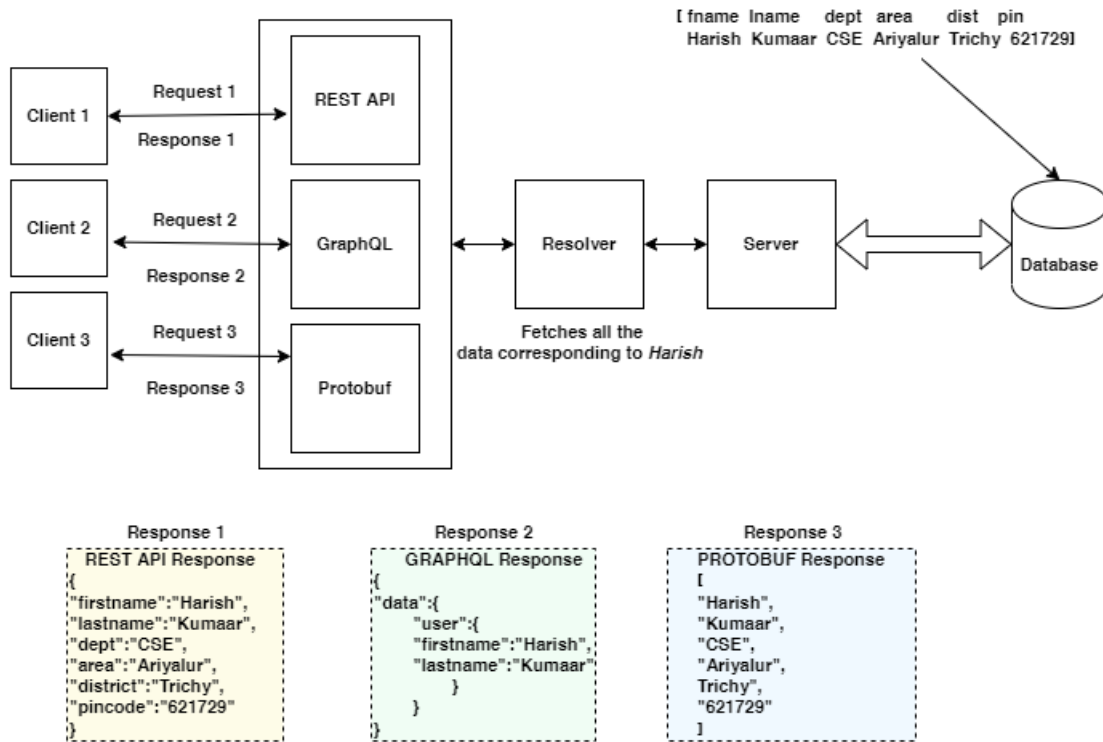 [ fname lname dept area dist pin
Harish Kumaar CSE Ariyalur Trichy 621729]
Client 1
Request 1
Response 1
REST API
Client 2
Request 2
Response 2
GraphQL
Resolver
Server
Database
Client 3
Request 3
Response 3
Protobuf
Fetches all the
data corresponding to Harish
Response 1
REST API Response
{
"firstname":"Harish",
"lastname":"Kumaar",
"dept":"CSE",
"area":"Ariyalur",
"district":"Trichy",
"pincode":"621729"
}
Response 2
GRAPHQL Response
{
"data":{
"user":{
"firstname":"Harish",
"lastname":"Kumaar"
}
}
}
Response 3
PROTOBUF Response
[
"Harish",
"Kumaar",
"CSE",
"Ariyalur",
Trichy",
"621729"
]